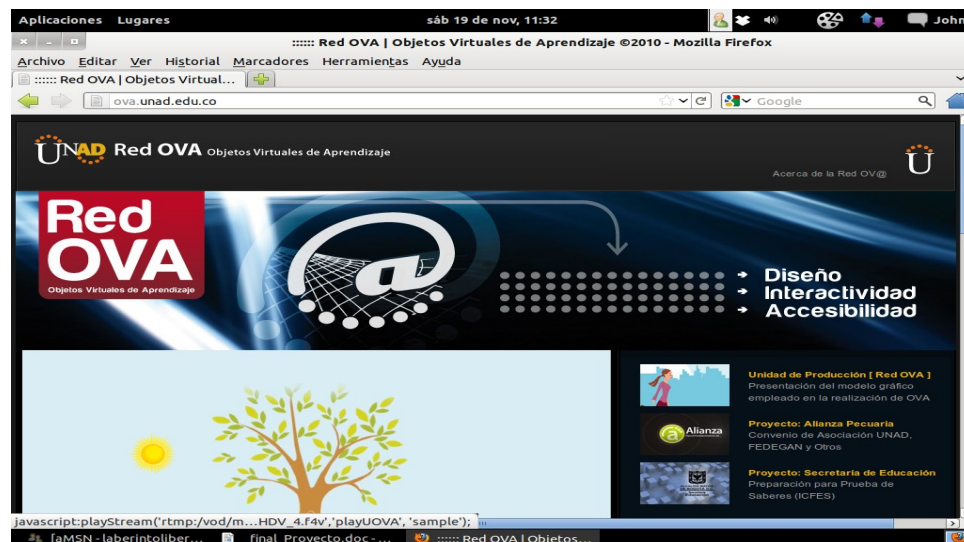 Aplicaciones Lugares sáb 19 de nov, 11:32 John
:::::: Red OVA | Objetos Virtuales de Aprendizaje ©2010 - Mozilla Firefox
Archivo Editar Ver Historial Marcadores Herramientas Ayuda
:::::: Red OVA | Objetos Virtual...
ova.unad.edu.co Google
UNAD Red OVA Objetos Virtuales de Aprendizaje
Acerca de la Red OV@
U
Red
OVA
Objetos Virtuales de Aprendizaje
@
Diseño
Interactividad
Accesibilidad
Unidad de Producción [ Red OVA ]
Presentación del modelo gráfico
empleado en la realización de OVA
Alianza
Proyecto: Alianza Pecuaria
Convenio de Asociación UNAD,
FEDEGAN y Otros
Proyecto: Secretaria de Educación
Preparación para Prueba de
Saberes (ICFES)
javascript:playStream('rtmp:/vod/m...HDV_4.f4v','playUOVA', 'sample');
[aMSN - laberintoliber... final_Proyecto.doc - ... :::::: Red OVA | Objetos...